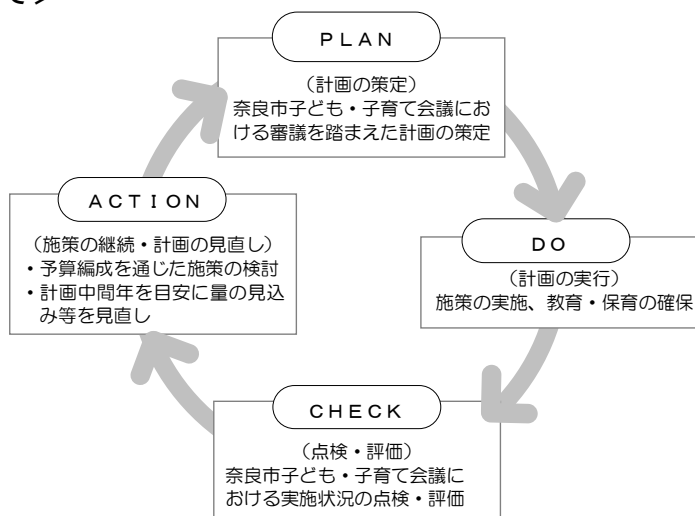 PLAN
(計画の策定)
奈良市子ども・子育て会議にお
ける審議を踏まえた計画の策定
ACTION
(施策の継続・計画の見直し)
・予算編成を通じた施策の検討
・計画中間年を目安に量の見込
み等を見直し
DO
(計画の実行)
施策の実施、教育・保育の確保
CHECK
(点検・評価)
奈良市子ども・子育て会議に
おける実施状況の点検・評価